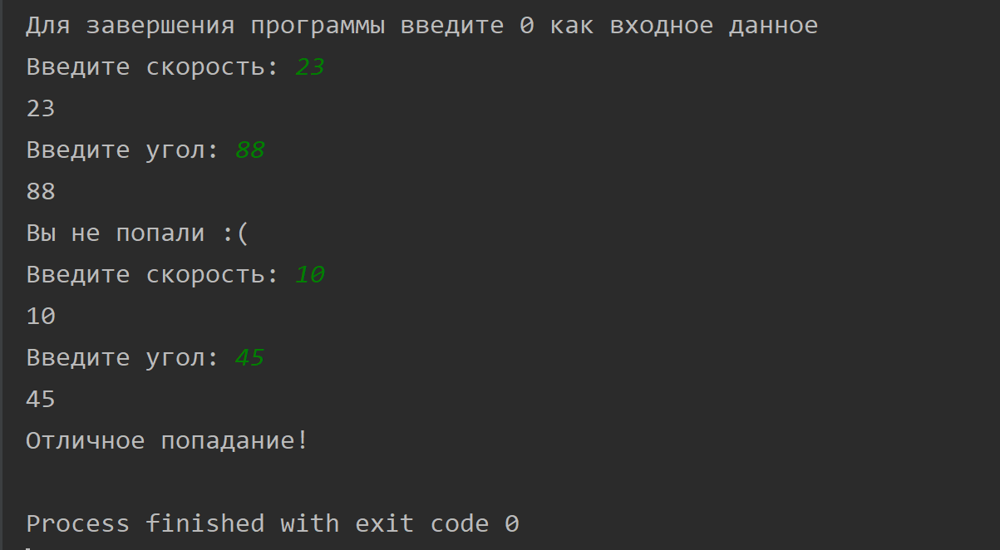 Для завершения программы введите 0 как входное данное
Введите скорость: 23
23
Введите угол: 88
88
Вы не попали :(
Введите скорость: 10
10
Введите угол: 45
45
Отличное попадание!
Process finished with exit code 0